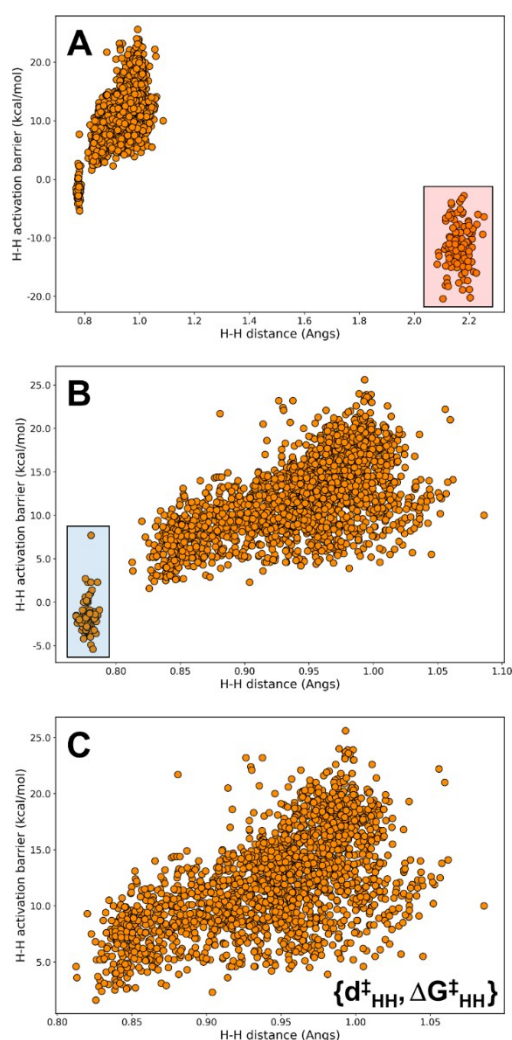 A
H-H activation barrier (kcal/mol)
20.0
10.0
0.0
-10.0
-20.0
0.8 1.0 1.2 1.4 1.6 1.8 2.0 2.2
H-H distance (Angs)
B
H-H activation barrier (kcal/mol)
25.0
20.0
15.0
10.0
5.0
0.0
-5.0
0.80 0.85 0.90 0.95 1.00 1.05 1.10
H-H distance (Angs)
C
H-H activation barrier (kcal/mol)
25.0
20.0
15.0
10.0
5.0
{d‡HH, ΔG‡HH}
0.80 0.85 0.90 0.95 1.00 1.05
H-H distance (Angs)